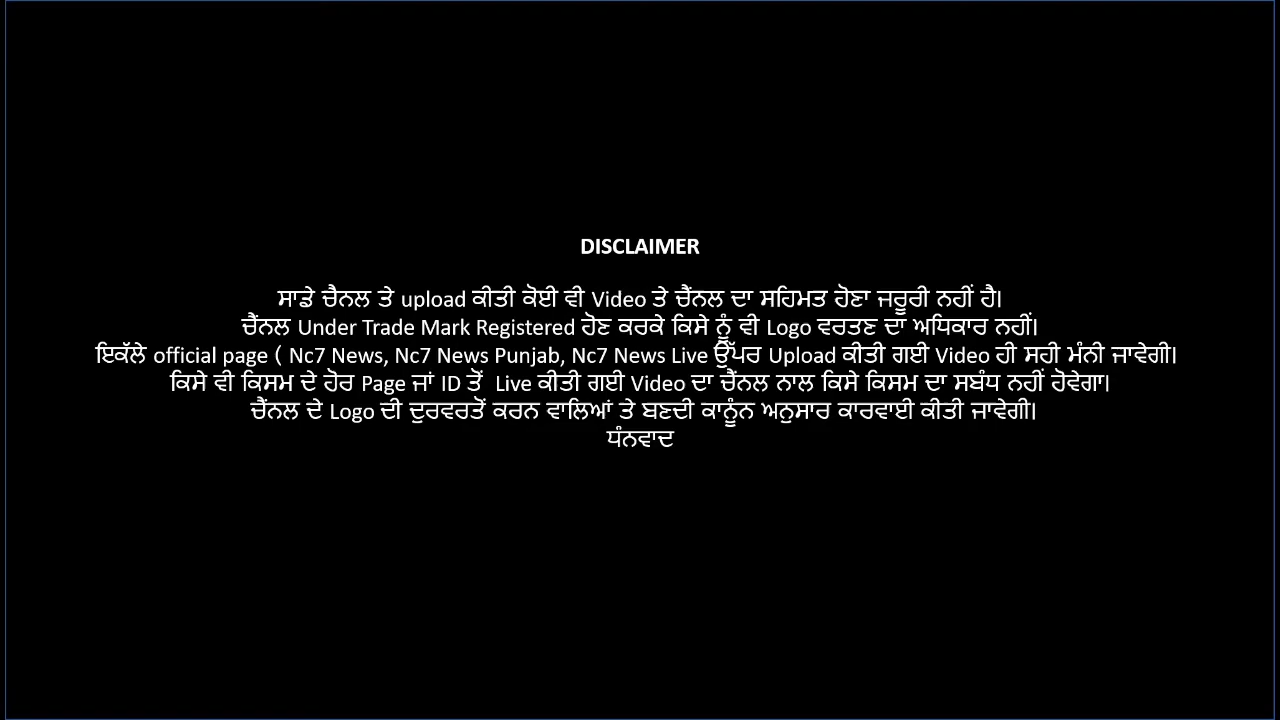 DISCLAIMER
ਸਾਡੇ ਚੈਨਲ ਤੇ upload ਕੀਤੀ ਕੋਈ ਵੀ Video ਤੇ ਚੈਂਨਲ ਦਾ ਸਹਿਮਤ ਹੋਣਾ ਜਰੂਰੀ ਨਹੀਂ ਹੈ।
ਚੈਂਨਲ Under Trade Mark Registered ਹੋਣ ਕਰਕੇ ਕਿਸੇ ਨੂੰ ਵੀ Logo ਵਰਤਣ ਦਾ ਅਧਿਕਾਰ ਨਹੀਂ।
ਇਕੱਲੇ official page ( Nc7 News, Nc7 News Punjab, Nc7 News Live ਉੱਪਰ Upload ਕੀਤੀ ਗਈ Video ਹੀ ਸਹੀ ਮੰਨੀ ਜਾਵੇਗੀ।
ਕਿਸੇ ਵੀ ਕਿਸਮ ਦੇ ਹੋਰ Page ਜਾਂ ID ਤੋਂ Live ਕੀਤੀ ਗਈ Video ਦਾ ਚੈਂਨਲ ਨਾਲ ਕਿਸੇ ਕਿਸਮ ਦਾ ਸਬੰਧ ਨਹੀਂ ਹੋਵੇਗਾ।
ਚੈਂਨਲ ਦੇ Logo ਦੀ ਦੁਰਵਰਤੋਂ ਕਰਨ ਵਾਲਿਆਂ ਤੇ ਬਣਦੀ ਕਾਨੂੰਨ ਅਨੁਸਾਰ ਕਾਰਵਾਈ ਕੀਤੀ ਜਾਵੇਗੀ।
ਧੰਨਵਾਦ